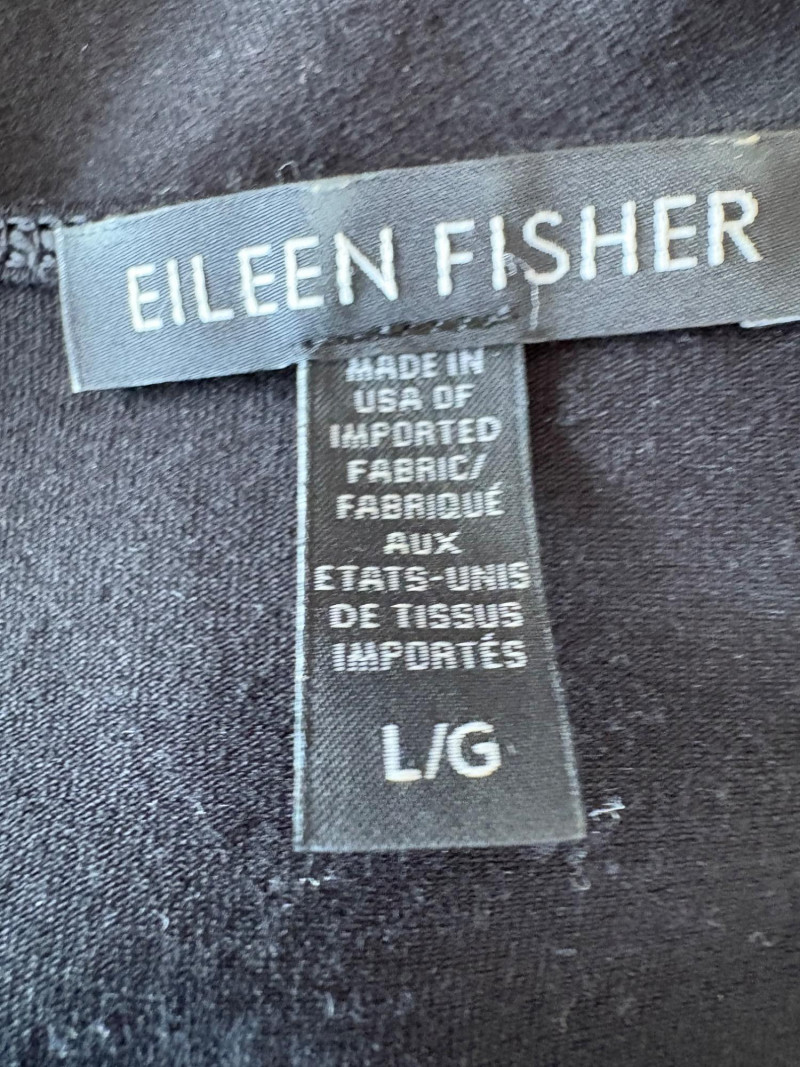 EILEEN FISHER
MADE IN
USA OF
IMPORTED
FABRIC/
FABRIQUÉ
AUX
ETATS-UNIS
DE TISSUS
IMPORTÉS
L/G